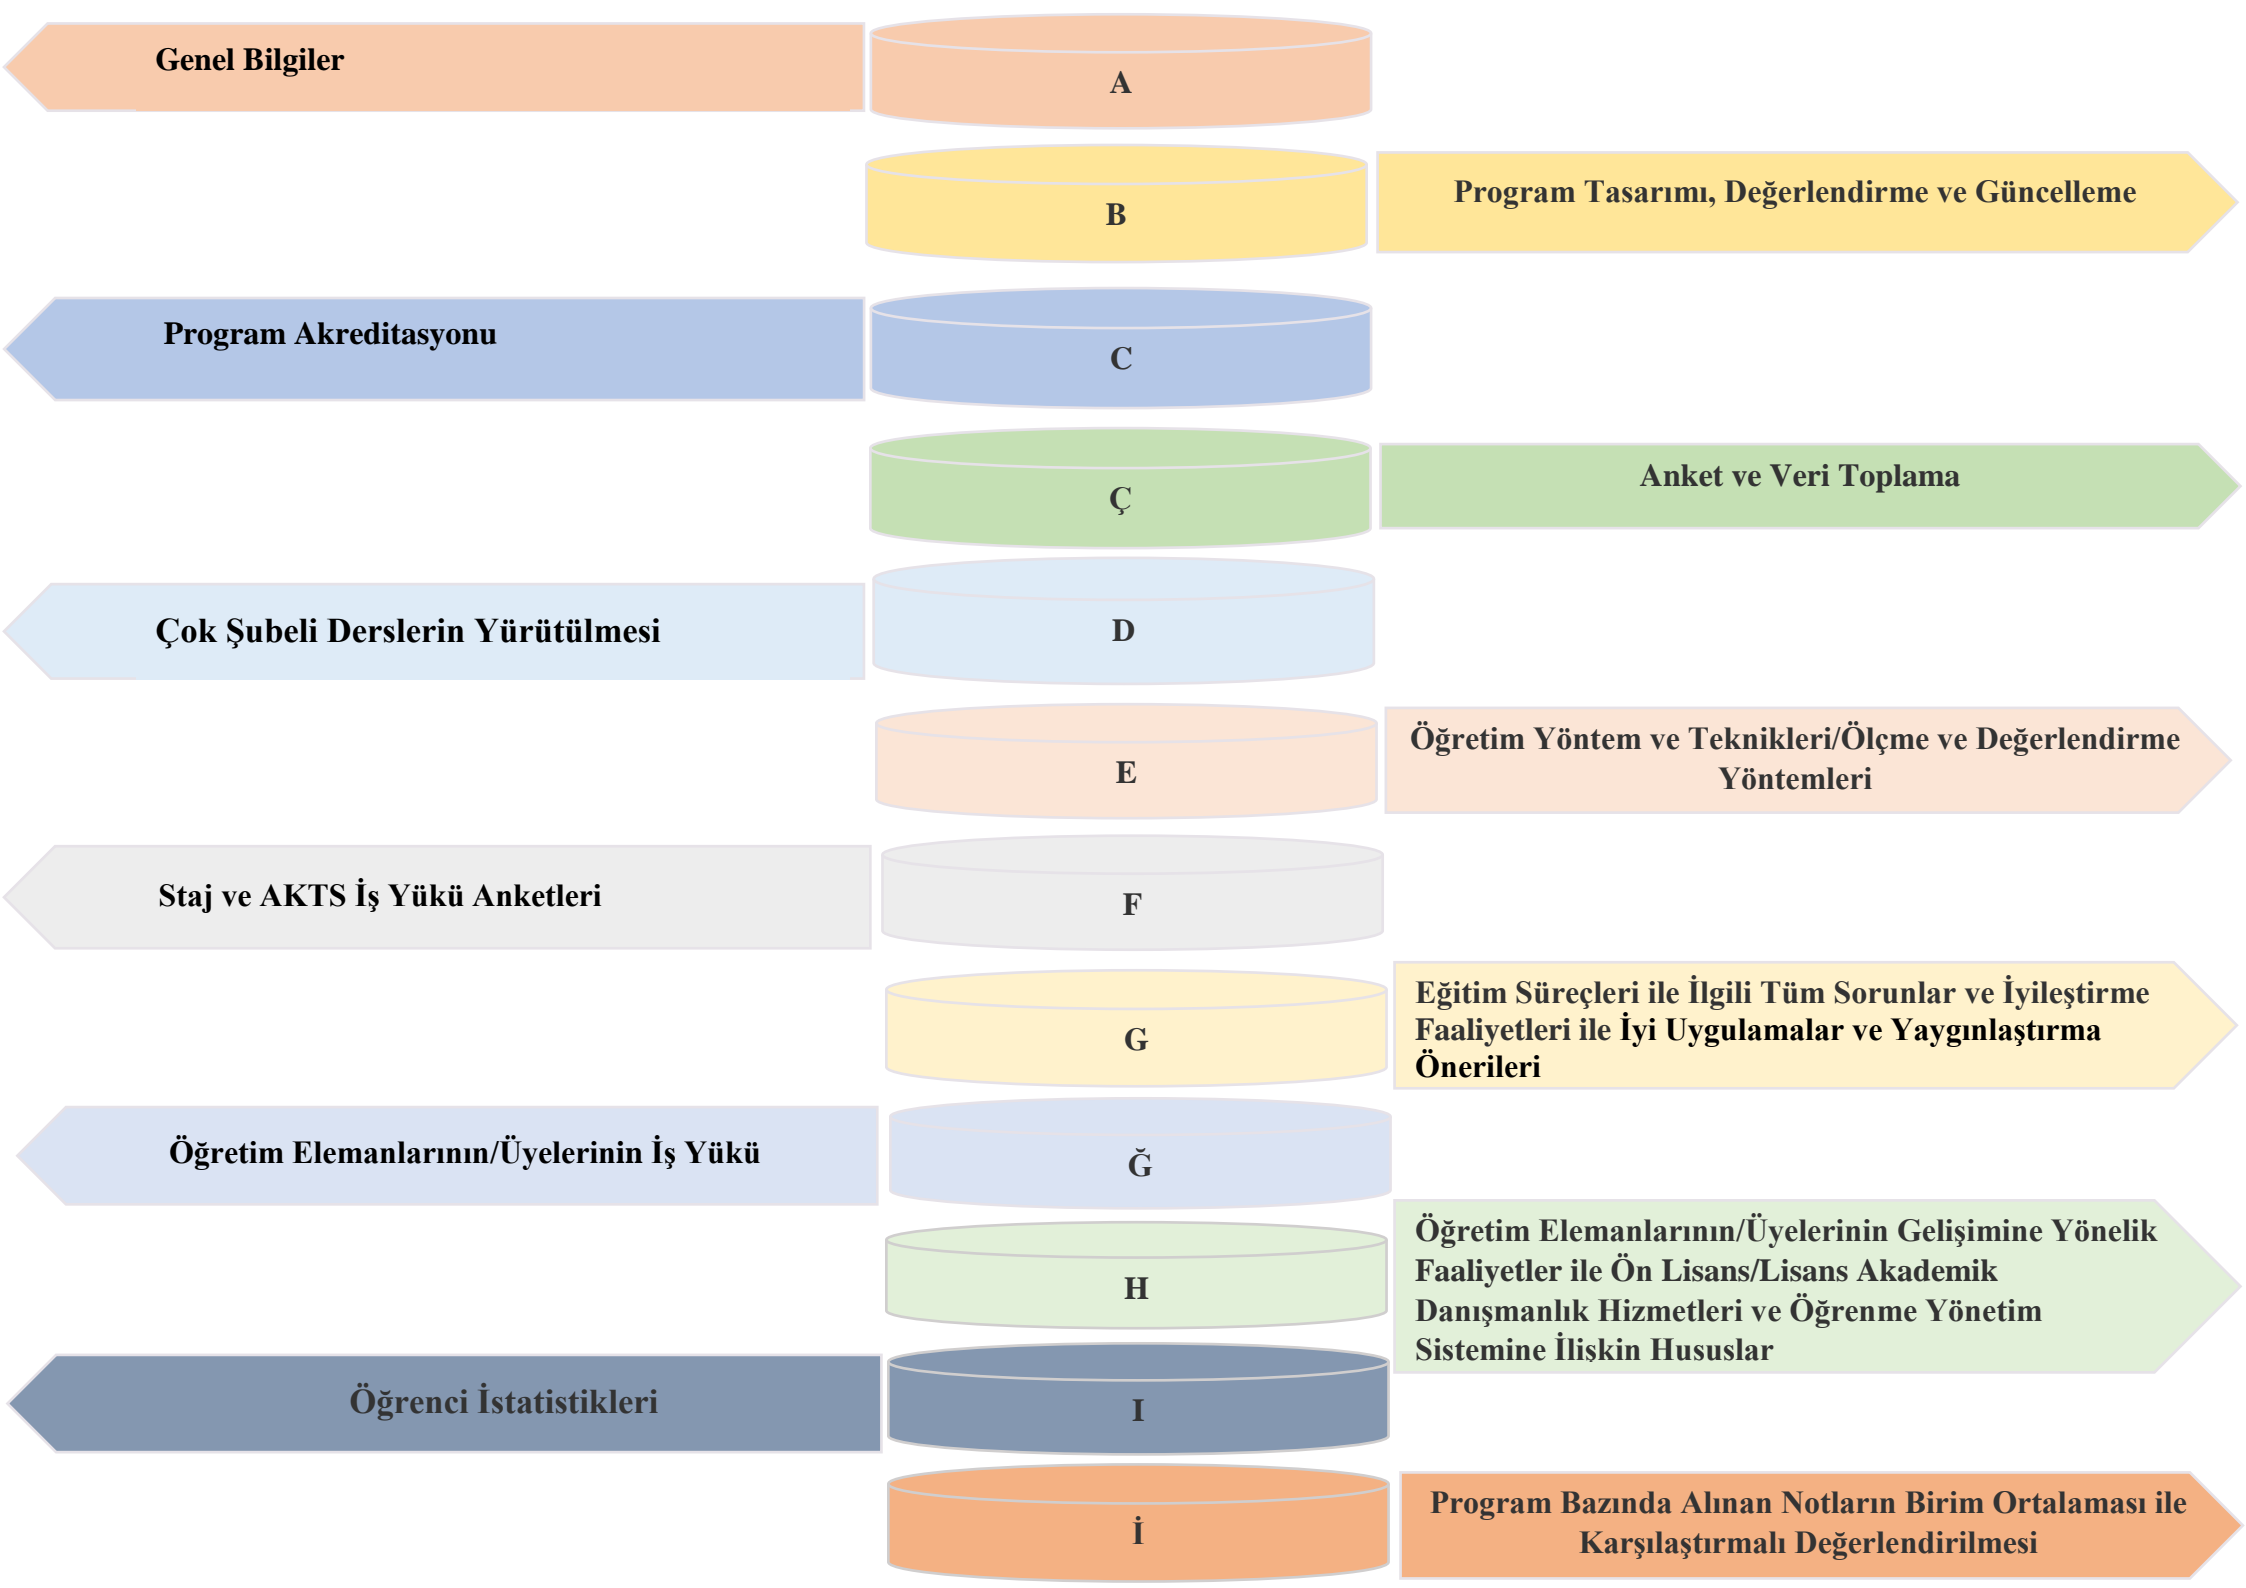 Genel Bilgiler
A
B
Program Tasarımı, Değerlendirme ve Güncelleme
Program Akreditasyonu
C
Ç
Anket ve Veri Toplama
Çok Şubeli Derslerin Yürütülmesi
D
E
Öğretim Yöntem ve Teknikleri/Ölçme ve Değerlendirme
Yöntemleri
Staj ve AKTS İş Yükü Anketleri
F
G
Eğitim Süreçleri ile İlgili Tüm Sorunlar ve İyileştirme
Faaliyetleri ile İyi Uygulamalar ve Yaygınlaştırma
Önerileri
Öğretim Elemanlarının/Üyelerinin İş Yükü
Ğ
H
Öğretim Elemanlarının/Üyelerinin Gelişimine Yönelik
Faaliyetler ile Ön Lisans/Lisans Akademik
Danışmanlık Hizmetleri ve Öğrenme Yönetim
Sistemine İlişkin Hususlar
Öğrenci İstatistikleri
I
İ
Program Bazında Alınan Notların Birim Ortalaması ile
Karşılaştırmalı Değerlendirilmesi